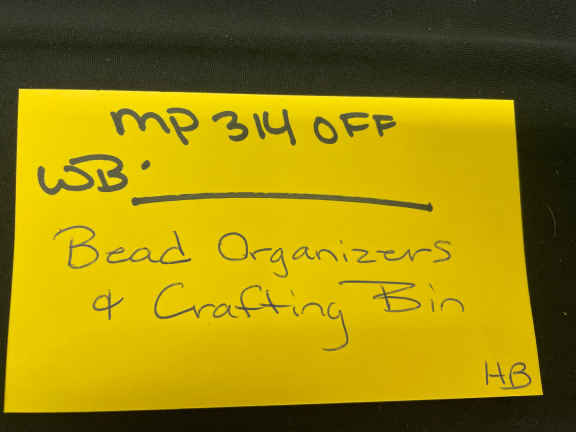 MP 314 OFF
WB.
Bead Organizers
& Crafting Bin
HB